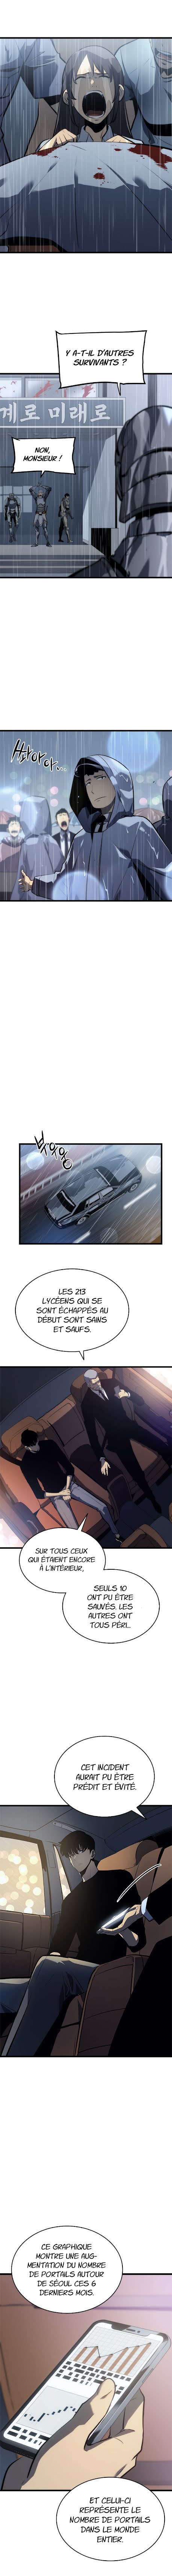 Y A-T-IL D'AUTRES
SURVIVANTS ?
계로 미래로
NON,
MONSIEUR !
LES 213
LYCÉENS QUI SE
SONT ÉCHAPPÉS AU
DÉBUT SONT SAINS
ET SAUFS.
SUR TOUS CEUX
QUI ÉTAIENT ENCORE
À L'INTÉRIEUR,
SEULS 10
ONT PU ÊTRE
SAUVÉS. LES
AUTRES ONT
TOUS PÉRI...
CET INCIDENT
AURAIT PU ÊTRE
PRÉDIT ET ÉVITÉ.
CE GRAPHIQUE
MONTRE UNE AUG-
MENTATION DU NOMBRE
DE PORTAILS AUTOUR
DE SÉOUL CES 6
DERNIERS MOIS.
ET CELUI-CI
REPRÉSENTE LE
NOMBRE DE PORTAILS
DANS LE MONDE
ENTIER.